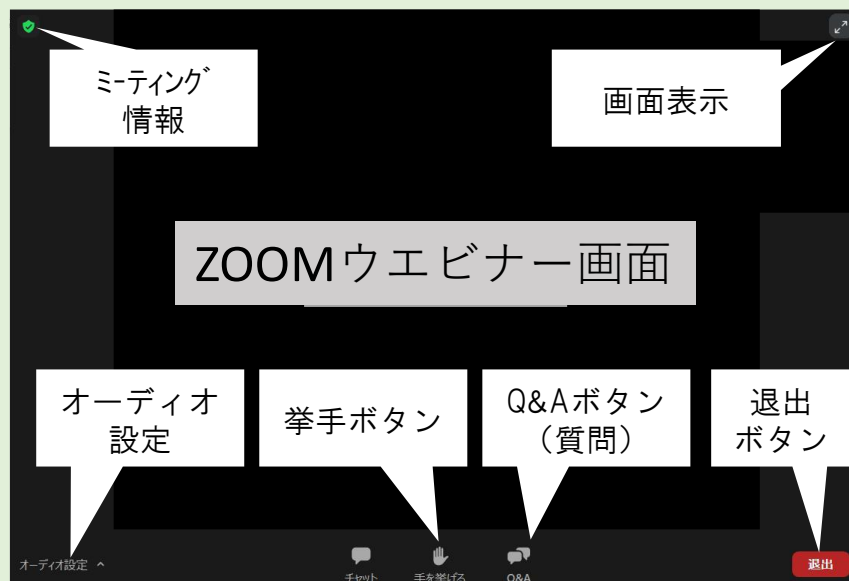 ミーティング
情報
画面表示
ZOOMウエビナー画面
オーディオ
設定
挙手ボタン
Q&Aボタン
（質問）
退出
ボタン
オーディオ設定
チャット
手を挙げる
Q&A
退出